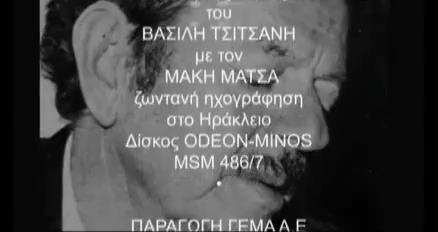 του
ΒΑΣΙΛΗ ΤΣΙΤΣΑΝΗ
με τον
ΜΑΚΗ ΜΑΤΣΑ
ζωντανή ηχογράφηση
στο Ηράκλειο
Δίσκος ODEON-MINOS
MSM 486/7
•
ΠΑΡΑΓΩΓΗ ΓΕΜΑ Α.Ε